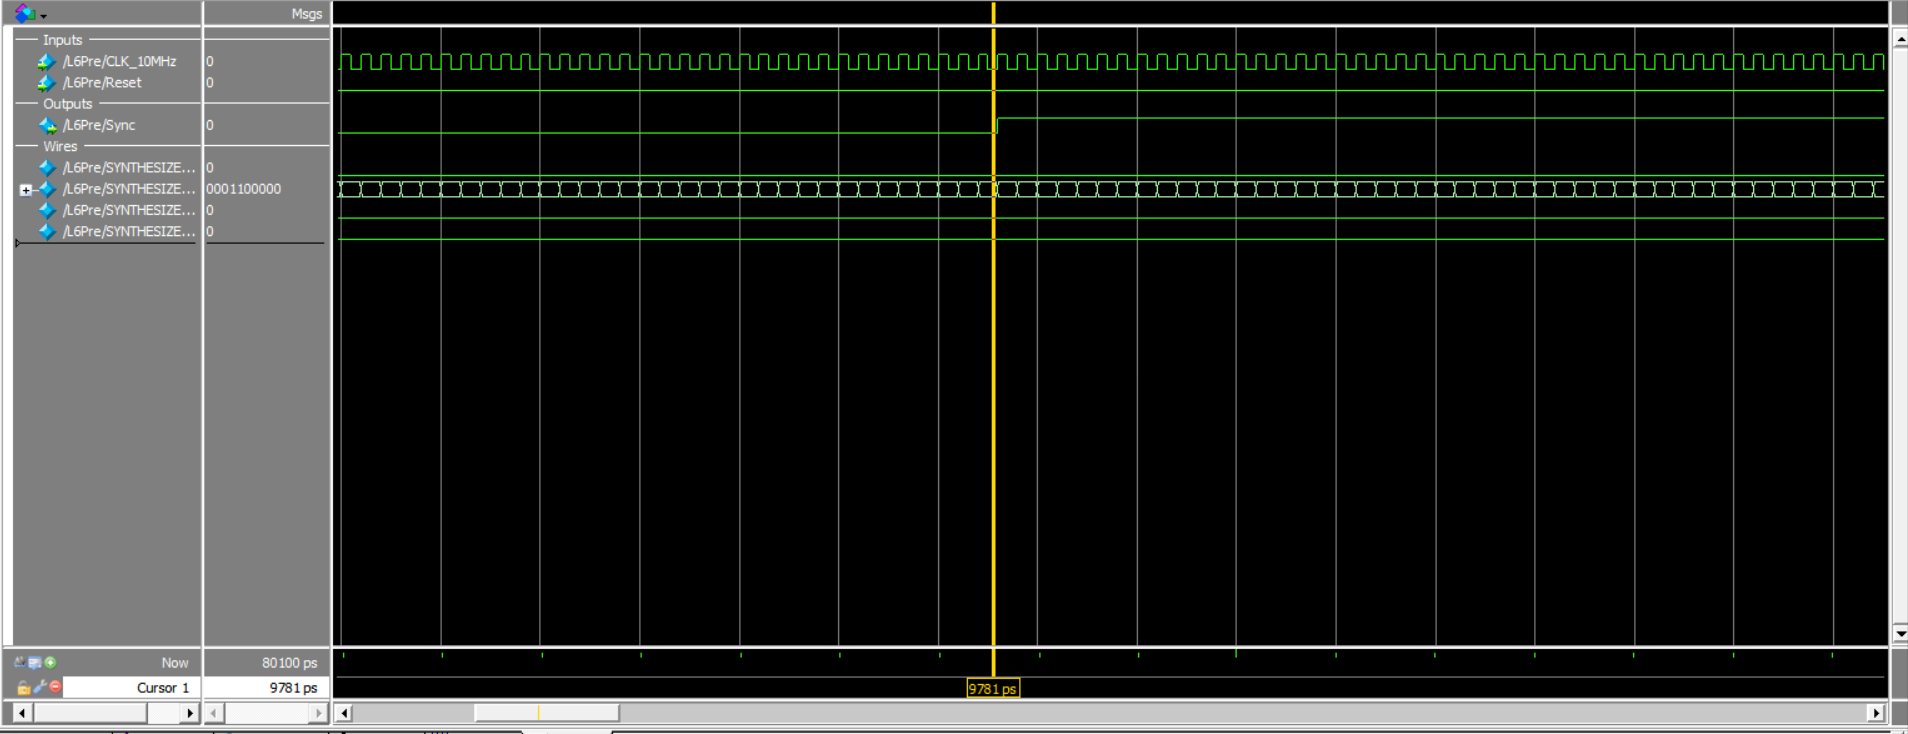 Msgs
Inputs
/L6Pre/CLK_10MHz 0
/L6Pre/Reset 0
Outputs
/L6Pre/Sync 0
Wires
/L6Pre/SYNTHESIZE... 0
/L6Pre/SYNTHESIZE... 0001100000
/L6Pre/SYNTHESIZE... 0
/L6Pre/SYNTHESIZE... 0
Now 80100 ps
Cursor 1 9781 ps 9781 ps